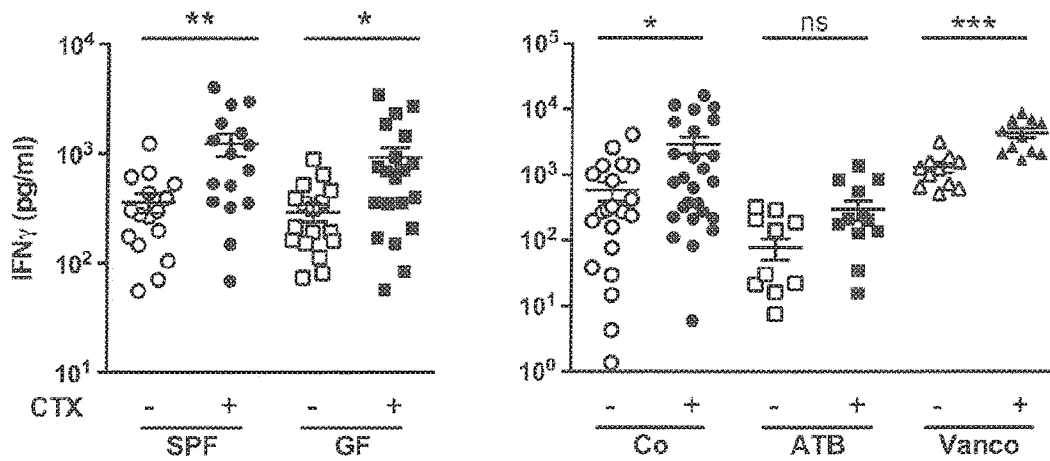 ** *
* ns ***
IFNγ (pg/ml)
10⁴
10³
10²
10¹
10⁵
10⁴
10³
10²
10¹
10⁰
CTX - + - +
SPF GF
- + - + - +
Co ATB Vanco